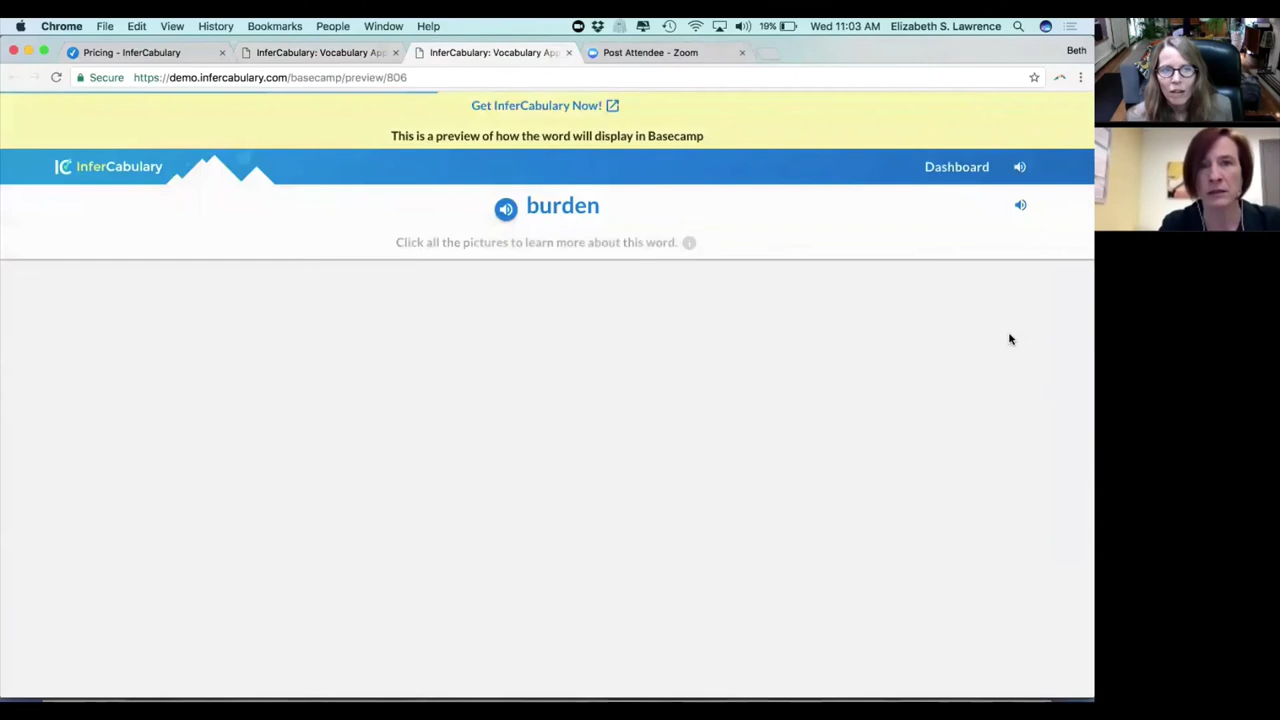 Chrome File Edit View History Bookmarks People Window Help 19% Wed 11:03 AM Elizabeth S. Lawrence
Pricing - InferCabulary InferCabulary: Vocabulary App InferCabulary: Vocabulary App Post Attendee - Zoom Beth
Secure https://demo.infercabulary.com/basecamp/preview/806
Get InferCabulary Now!
This is a preview of how the word will display in Basecamp
IC InferCabulary Dashboard
burden
Click all the pictures to learn more about this word.